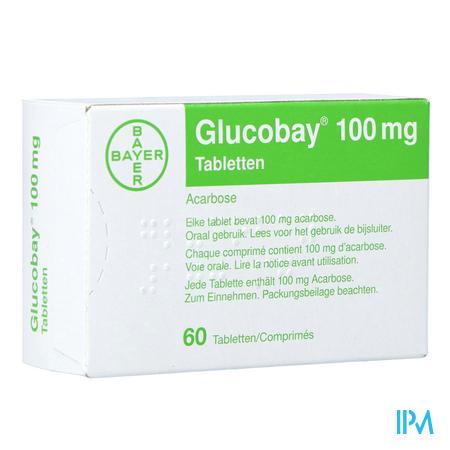 Glucobay® 100 mg
Tabletten
BAYER
BAYER
Glucobay® 100 mg
Tabletten
Acarbose
Elke tablet bevat 100 mg acarbose.
Oraal gebruik. Lees voor het gebruik de bijsluiter.
Chaque comprimé contient 100 mg d'acarbose.
Voie orale. Lire la notice avant utilisation.
Jede Tablette enthält 100 mg Acarbose.
Zum Einnehmen. Packungsbeilage beachten.
60 Tabletten/Comprimés
IPM